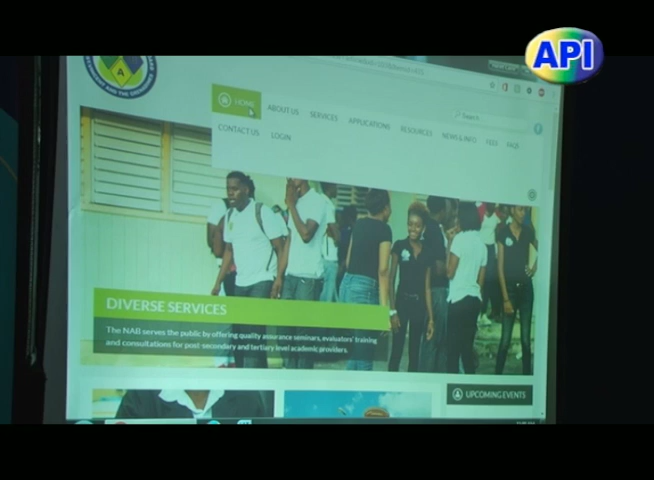 API
A
HOME
ABOUT US
SERVICES
APPLICATIONS
RESOURCES
NEWS & INFO
FEES
FAQS
Search
CONTACT US
LOGIN
DIVERSE SERVICES
The NAB serves the public by offering quality assurance seminars, evaluators' training
and consultations for post-secondary and tertiary level academic providers.
UPCOMING EVENTS